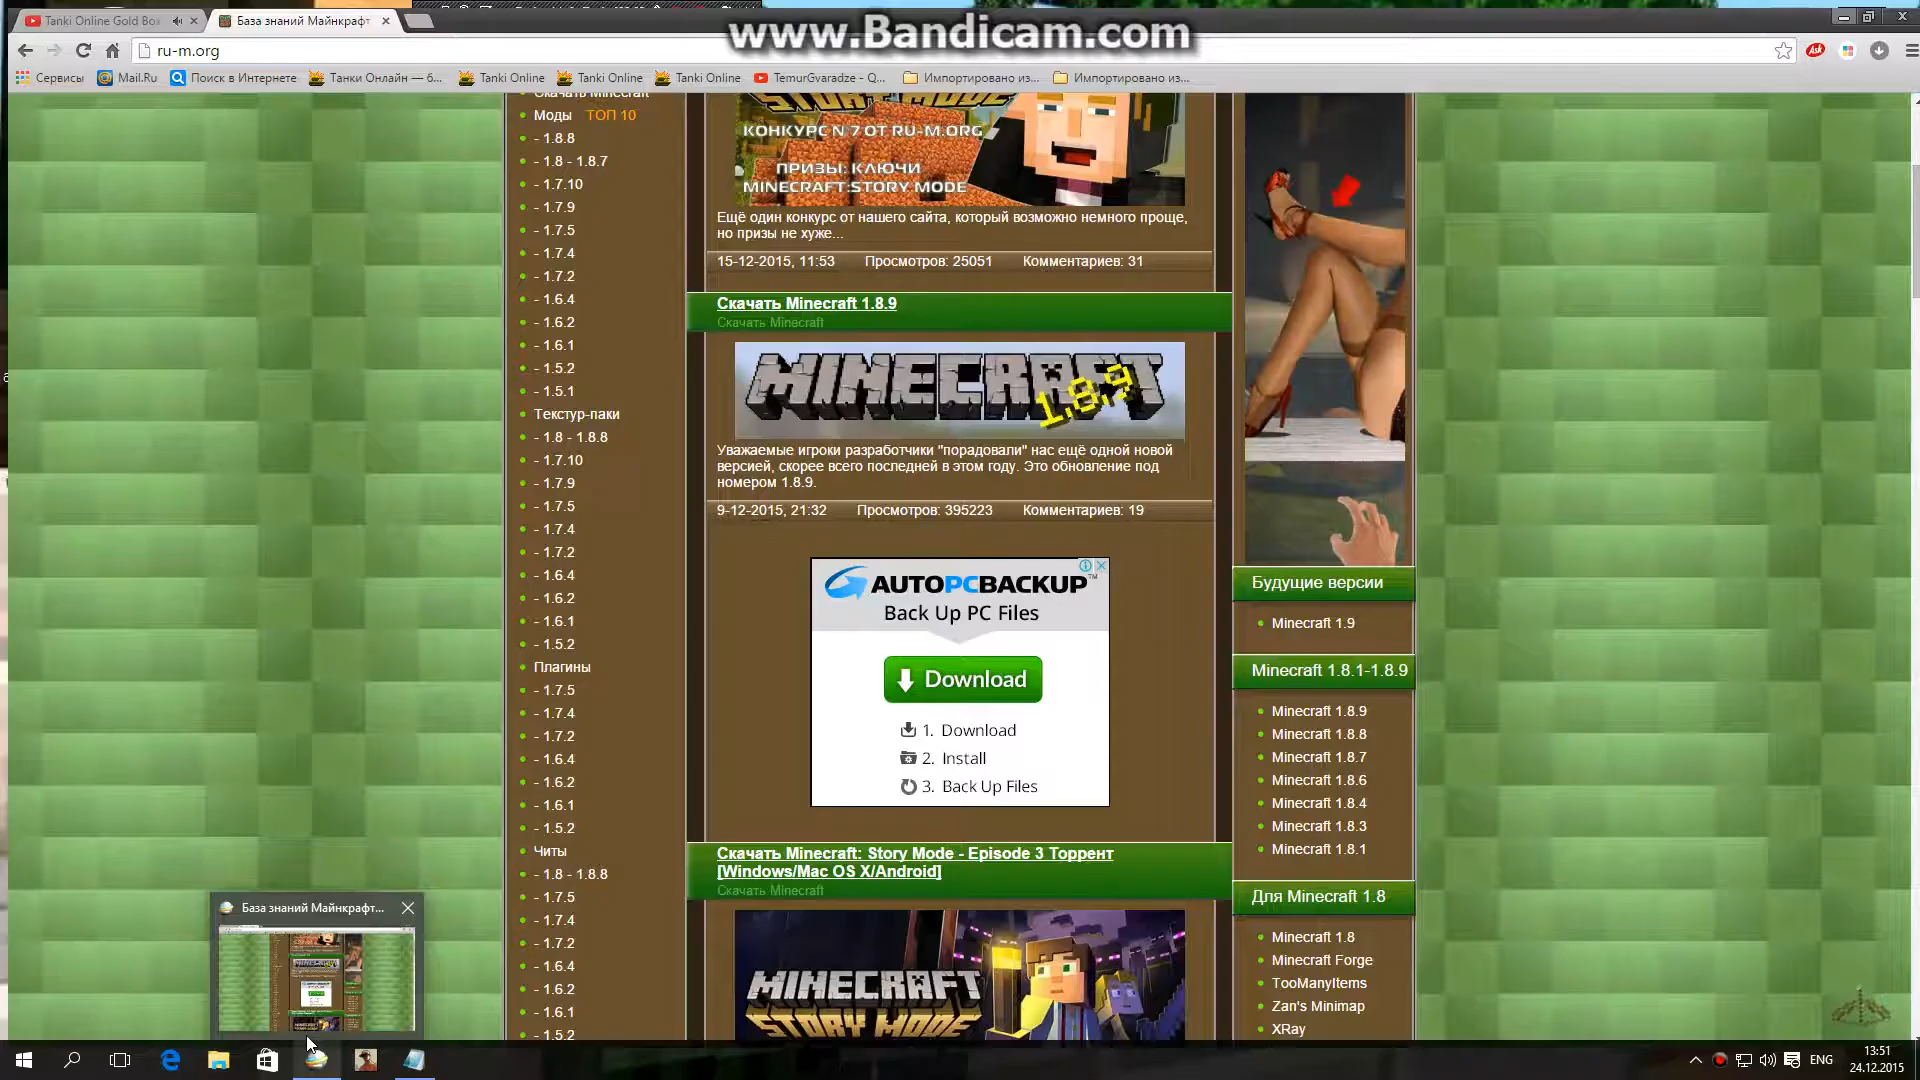 www.Bandicam.com
Tanki Online Gold Box
База знаний Майнкрафт
ru-m.org
Ask
Сервисы
Mail.Ru
Поиск в Интернете
Танки Онлайн — б...
Tanki Online
Tanki Online
Tanki Online
TemurGvaradze - Q...
Импортировано из...
Импортировано из...
Скачать Minecraft
Моды ТОП 10
- 1.8.8
- 1.8 - 1.8.7
- 1.7.10
- 1.7.9
- 1.7.5
- 1.7.4
- 1.7.2
- 1.6.4
- 1.6.2
- 1.6.1
- 1.5.2
- 1.5.1
Текстур-паки
- 1.8 - 1.8.8
- 1.7.10
- 1.7.9
- 1.7.5
- 1.7.4
- 1.7.2
- 1.6.4
- 1.6.2
- 1.6.1
- 1.5.2
Плагины
- 1.7.5
- 1.7.4
- 1.7.2
- 1.6.4
- 1.6.2
- 1.6.1
- 1.5.2
Читы
- 1.8 - 1.8.8
- 1.7.5
- 1.7.4
- 1.7.2
- 1.6.4
- 1.6.2
- 1.6.1
- 1.5.2
STORY MODE
КОНКУРС N 7 ОТ RU-M.ORG
ПРИЗЫ: КЛЮЧИ
MINECRAFT:STORY MODE
Ещё один конкурс от нашего сайта, который возможно немного проще,
но призы не хуже...
15-12-2015, 11:53 Просмотров: 25051 Комментариев: 31
Скачать Minecraft 1.8.9
Скачать Minecraft
MINECRAFT
1.8.9
Уважаемые игроки разработчики "порадовали" нас ещё одной новой
версией, скорее всего последней в этом году. Это обновление под
номером 1.8.9.
9-12-2015, 21:32 Просмотров: 395223 Комментариев: 19
AUTOPCBACKUP™
Back Up PC Files
Download
1. Download
2. Install
3. Back Up Files
Скачать Minecraft: Story Mode - Episode 3 Торрент
[Windows/Mac OS X/Android]
Скачать Minecraft
MINECRAFT
STORY MODE
Будущие версии
Minecraft 1.9
Minecraft 1.8.1-1.8.9
Minecraft 1.8.9
Minecraft 1.8.8
Minecraft 1.8.7
Minecraft 1.8.6
Minecraft 1.8.4
Minecraft 1.8.3
Minecraft 1.8.1
Для Minecraft 1.8
Minecraft 1.8
Minecraft Forge
TooManyItems
Zan's Minimap
XRay
База знаний Майнкрафт...
ENG
13:51
24.12.2015